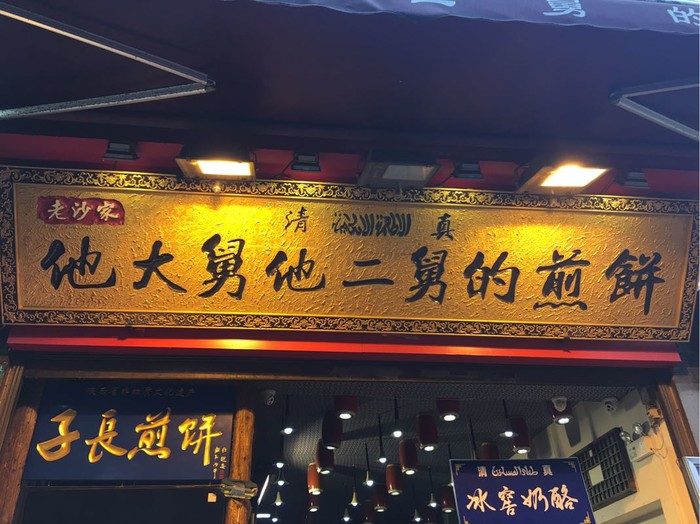 老沙家
清 真
他大舅他二舅的煎餅
子長煎餅
清 真
冰窖奶酪